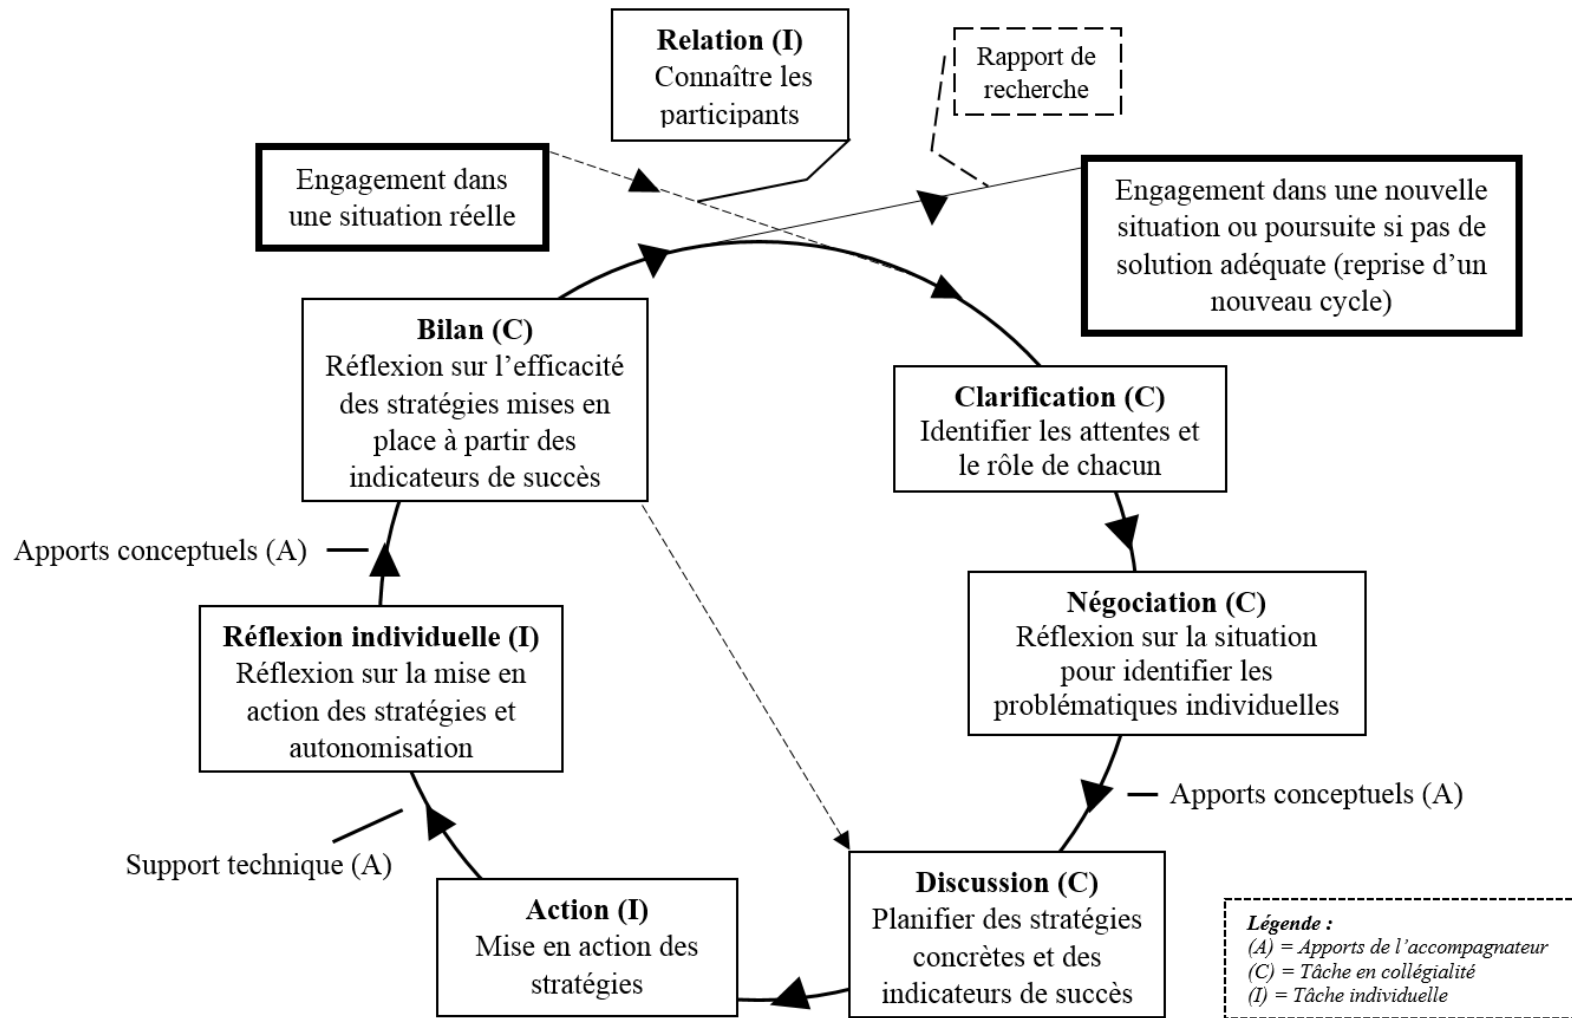 Relation (I)
Connaître les
participants
Rapport de
recherche
Engagement dans
une situation réelle
Engagement dans une nouvelle
situation ou poursuite si pas de
solution adéquate (reprise d’un
nouveau cycle)
Bilan (C)
Réflexion sur l’efficacité
des stratégies mises en
place à partir des
indicateurs de succès
Clarification (C)
Identifier les attentes et
le rôle de chacun
Apports conceptuels (A)
Négociation (C)
Réflexion sur la situation
pour identifier les
problématiques individuelles
Réflexion individuelle (I)
Réflexion sur la mise en
action des stratégies et
autonomisation
Apports conceptuels (A)
Support technique (A)
Discussion (C)
Planifier des stratégies
concrètes et des
indicateurs de succès
Action (I)
Mise en action des
stratégies
Légende :
(A) = Apports de l’accompagnateur
(C) = Tâche en collégialité
(I) = Tâche individuelle